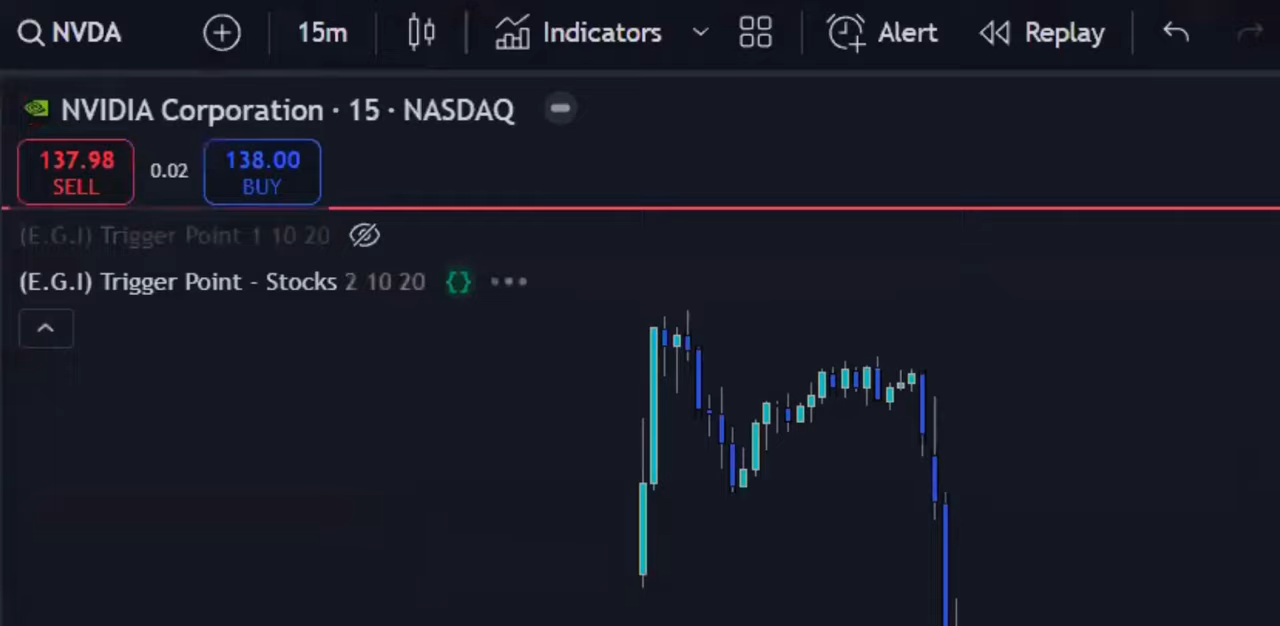 NVDA 15m Indicators Alert Replay
NVIDIA Corporation · 15 · NASDAQ
137.98 0.02 138.00
SELL BUY
(E.G.I) Trigger Point 1 10 20
(E.G.I) Trigger Point - Stocks 2 10 20 {}